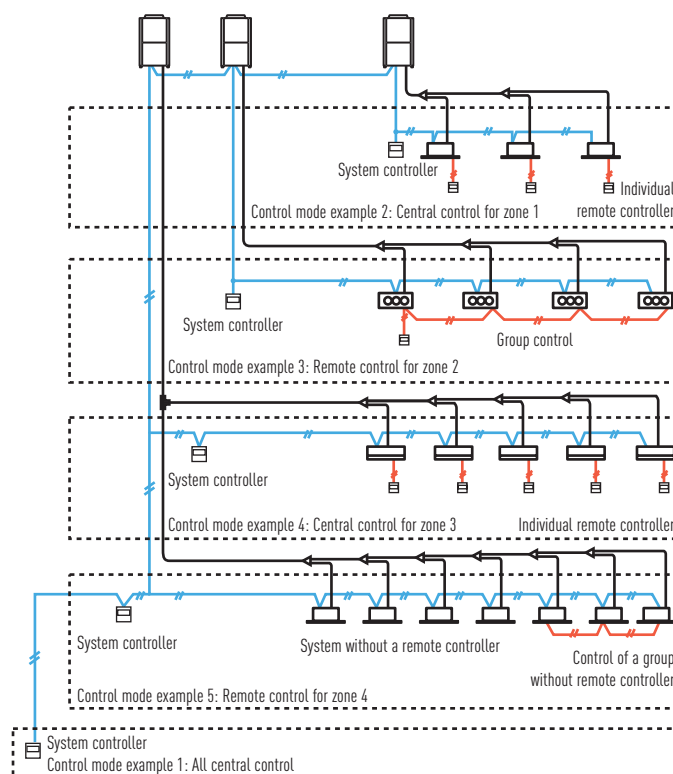 System controller
Individual
remote controller
Control mode example 2: Central control for zone 1
System controller
Group control
Control mode example 3: Remote control for zone 2
System controller
Control mode example 4: Central control for zone 3
Individual remote controller
System controller
System without a remote controller
Control of a group
without remote controller
Control mode example 5: Remote control for zone 4
System controller
Control mode example 1: All central control